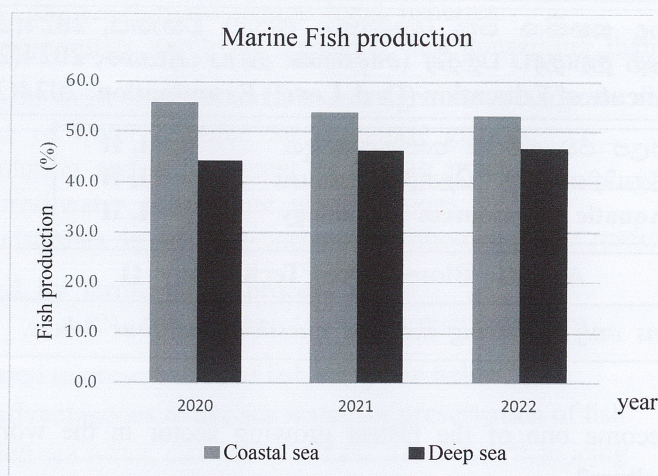 Marine Fish production
60.0
50.0
40.0
30.0
20.0
10.0
0.0
Fish production (%)
2020
2021
2022
year
Coastal sea
Deep sea